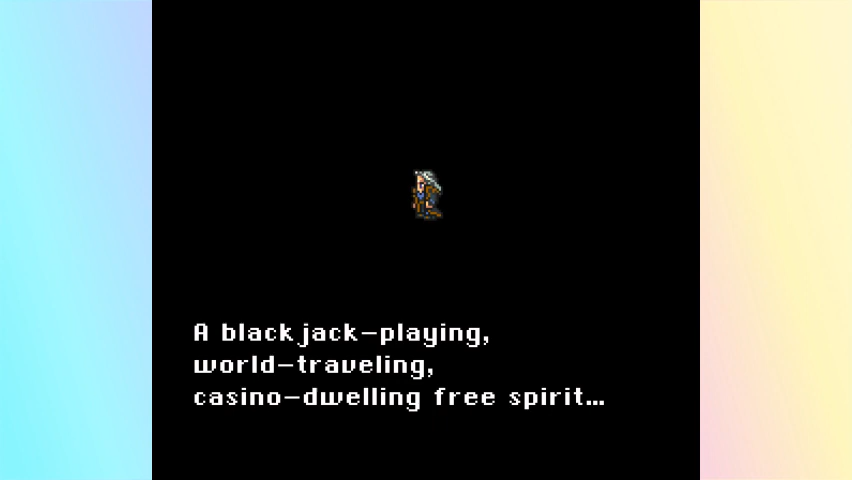 A blackjack-playing,
world-traveling,
casino-dwelling free spirit...